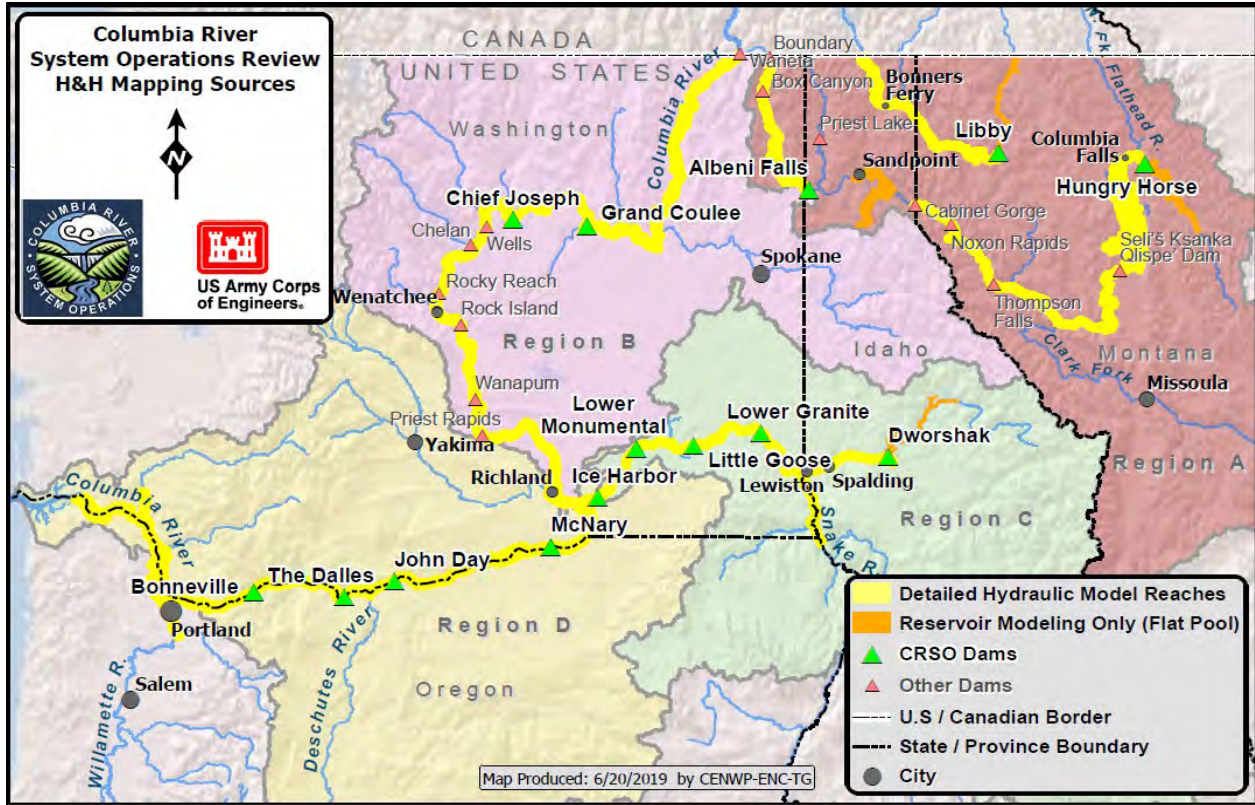 Columbia River
System Operations Review
H&H Mapping Sources
N
COLUMBIA RIVER
SYSTEM OPERATIONS
US Army Corps
of Engineers®
CANADA
UNITED STATES
Washington
Columbia River
Boundary
Waneta
Box Canyon
Bonners
Ferry
Priest Lake
Libby
N. Fk. Flathead R.
Columbia
Falls
Hungry Horse
Albeni Falls
Sandpoint
Chief Joseph
Grand Coulee
Chelan
Wells
Cabinet Gorge
Noxon Rapids
Seli'š Ksanka
Qlispe' Dam
Spokane
Rocky Reach
Wenatchee
Rock Island
Thompson
Falls
Region B
Idaho
Montana
Clark Fork
Missoula
Wanapum
Priest Rapids
Yakima
Lower
Monumental
Lower Granite
Dworshak
Region A
Richland
Ice Harbor
Little Goose
Lewiston
Spalding
Columbia River
McNary
Snake R.
Region C
John Day
The Dalles
Bonneville
Portland
Region D
Oregon
Salem
Willamette R.
Deschutes River
Detailed Hydraulic Model Reaches
Reservoir Modeling Only (Flat Pool)
CRSO Dams
Other Dams
U.S / Canadian Border
State / Province Boundary
City
Map Produced: 6/20/2019 by CENWP-ENC-TG